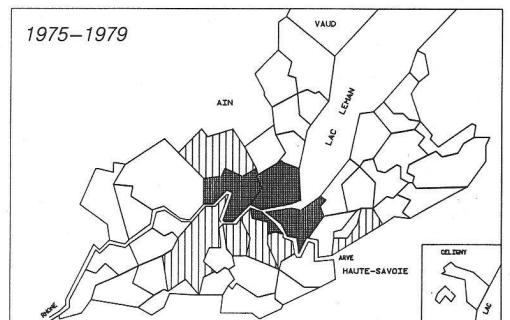 1975–1979
VAUD
AIN
LAC LEMAN
ARVE
HAUTE-SAVOIE
CELIGNY
LAC
RHONE